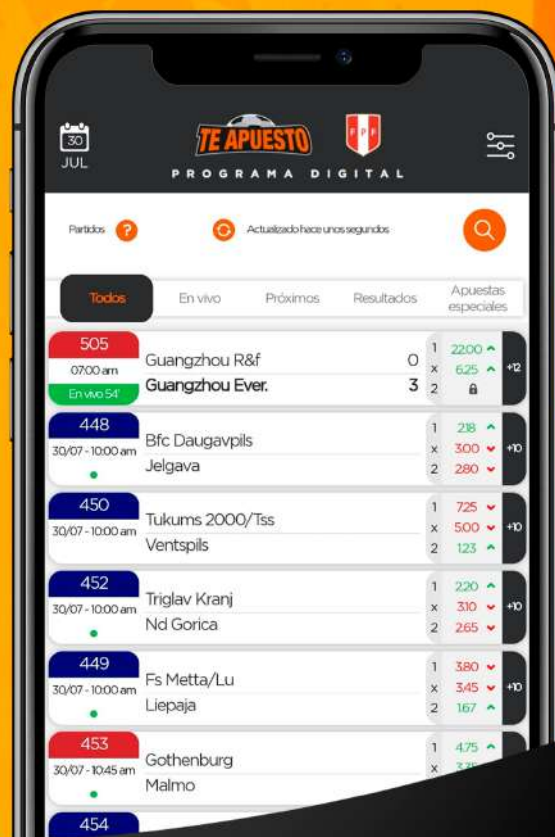 30
JUL
TE APUESTO
FPF
PROGRAMA DIGITAL
Partidos ?
Actualizado hace unos segundos
Todos
En vivo
Próximos
Resultados
Apuestas especiales
505
07:00 am
En vivo 54'
Guangzhou R&f 0
Guangzhou Ever. 3
1 22.00
x 6.25
2
+12
448
30/07 - 10:00 am
Bfc Daugavpils
Jelgava
1 2.18
x 3.00
2 2.80
+10
450
30/07 - 10:00 am
Tukums 2000/Tss
Ventspils
1 7.25
x 5.00
2 1.23
+10
452
30/07 - 10:00 am
Triglav Kranj
Nd Gorica
1 2.20
x 3.10
2 2.65
+10
449
30/07 - 10:00 am
Fs Metta/Lu
Liepaja
1 3.80
x 3.45
2 1.67
+10
453
30/07 - 10:45 am
Gothenburg
Malmo
1 4.75
x
454